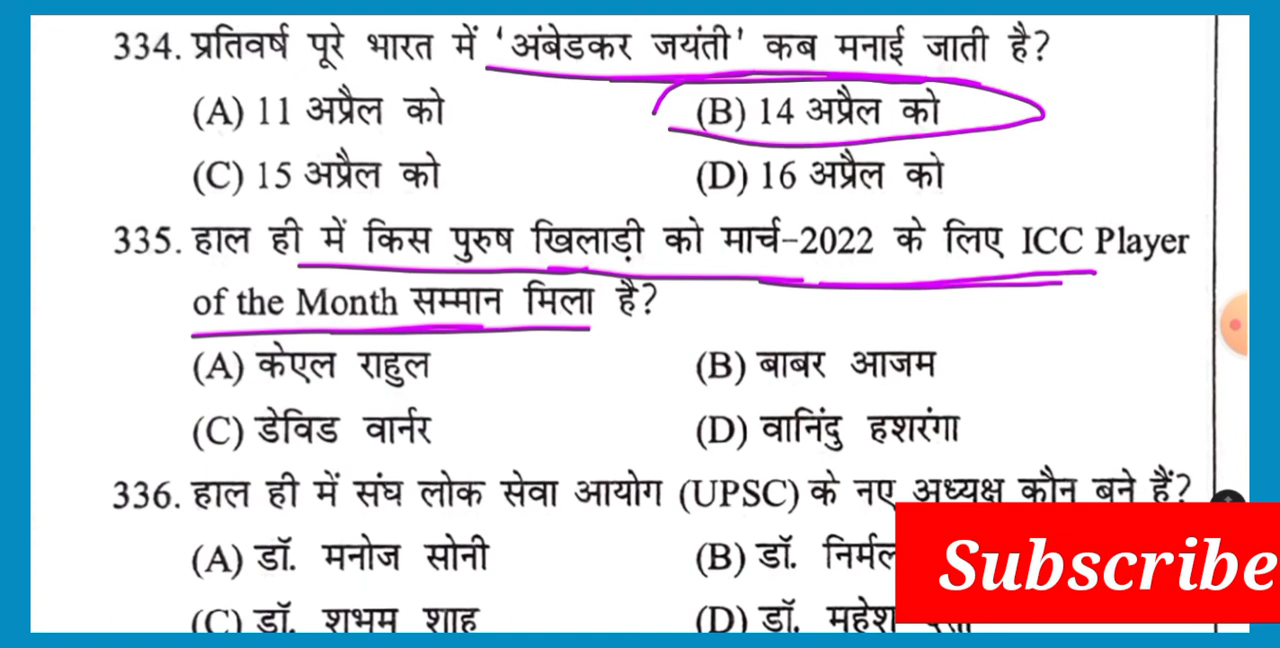 334. प्रतिवर्ष पूरे भारत में 'अंबेडकर जयंती' कब मनाई जाती है?
(A) 11 अप्रैल को (B) 14 अप्रैल को
(C) 15 अप्रैल को (D) 16 अप्रैल को
335. हाल ही में किस पुरुष खिलाड़ी को मार्च-2022 के लिए ICC Player
of the Month सम्मान मिला है?
(A) केएल राहुल (B) बाबर आजम
(C) डेविड वार्नर (D) वानिंदु हशरंगा
336. हाल ही में संघ लोक सेवा आयोग (UPSC) के नए अध्यक्ष कौन बने हैं?
(A) डॉ. मनोज सोनी (B) डॉ.
Subscribe
(C) डॉ. शुभम शाह (D) डॉ. महेश